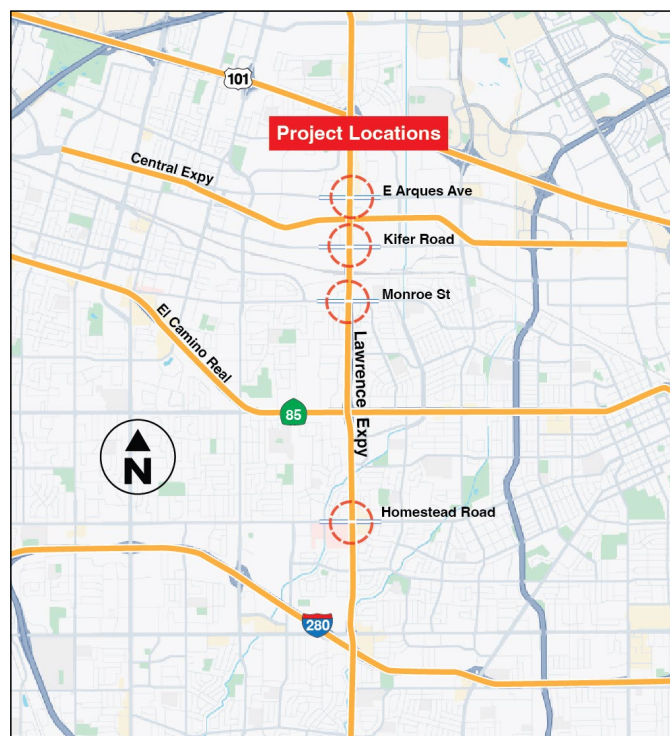 101
Project Locations
Central Expy
E Arques Ave
Kifer Road
Monroe St
El Camino Real
Lawrence Expy
85
N
Homestead Road
280